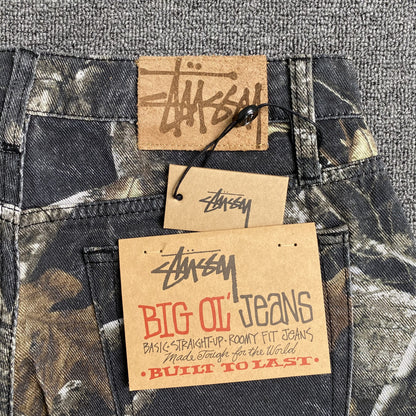 Stüssy
Stüssy
Stüssy
BIG OL' JEANS
BASIC STRAIGHT-UP · ROOMY FIT JEANS
Made Tough for the World
· BUILT TO LAST ·